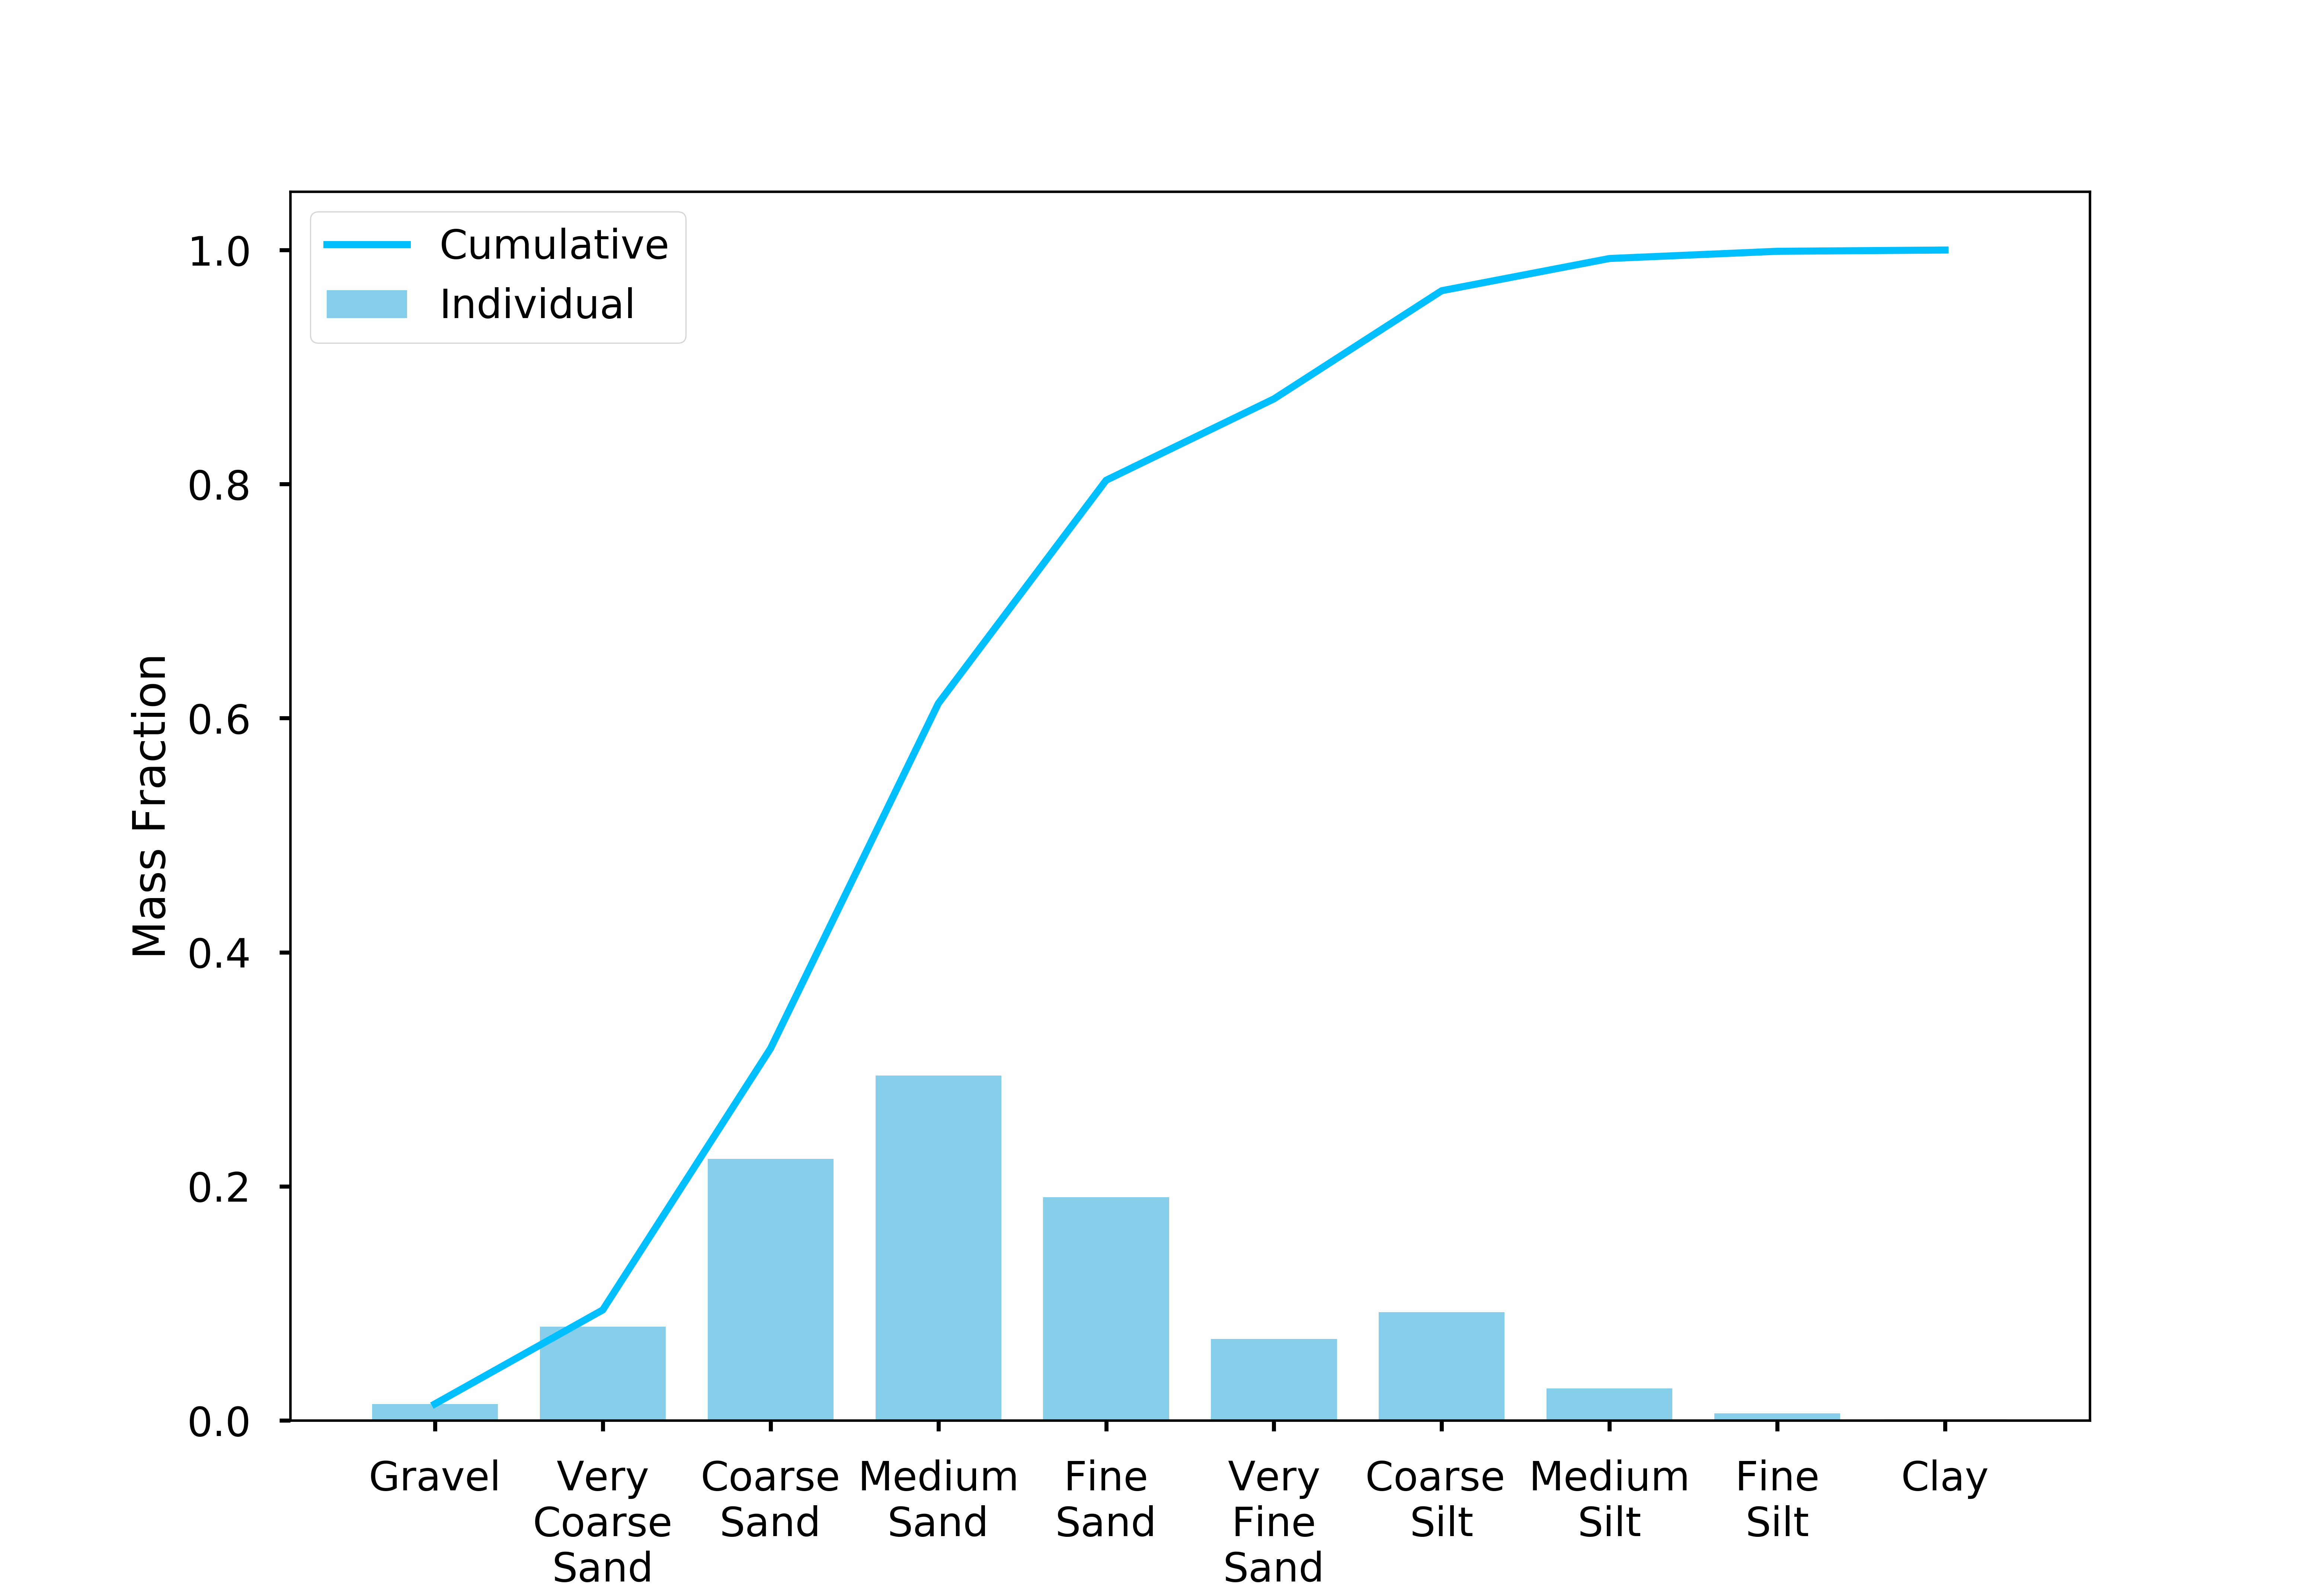 Cumulative
Individual
1.0
0.8
0.6
0.4
0.2
0.0
Mass Fraction
Gravel
Very
Coarse
Sand
Coarse
Sand
Medium
Sand
Fine
Sand
Very
Fine
Sand
Coarse
Silt
Medium
Silt
Fine
Silt
Clay